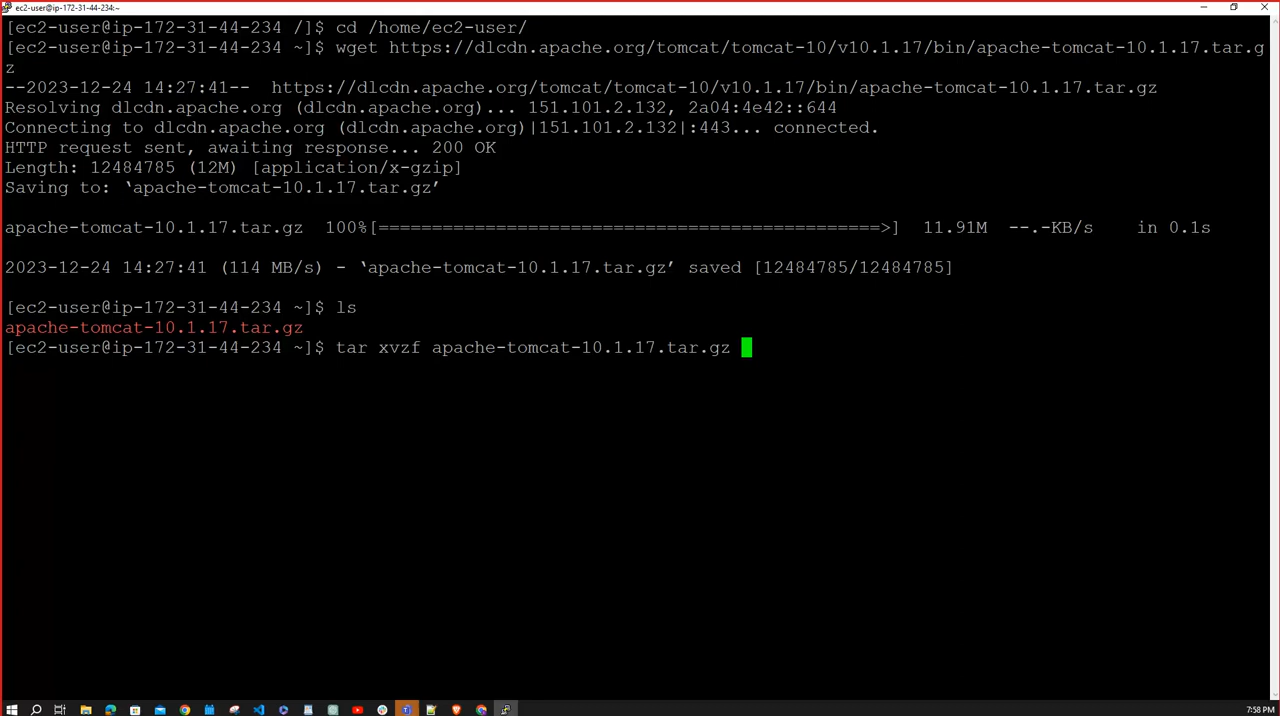 ec2-user@ip-172-31-44-234:~
[ec2-user@ip-172-31-44-234 /]$ cd /home/ec2-user/
[ec2-user@ip-172-31-44-234 ~]$ wget https://dlcdn.apache.org/tomcat/tomcat-10/v10.1.17/bin/apache-tomcat-10.1.17.tar.g
z
--2023-12-24 14:27:41--  https://dlcdn.apache.org/tomcat/tomcat-10/v10.1.17/bin/apache-tomcat-10.1.17.tar.gz
Resolving dlcdn.apache.org (dlcdn.apache.org)... 151.101.2.132, 2a04:4e42::644
Connecting to dlcdn.apache.org (dlcdn.apache.org)|151.101.2.132|:443... connected.
HTTP request sent, awaiting response... 200 OK
Length: 12484785 (12M) [application/x-gzip]
Saving to: ‘apache-tomcat-10.1.17.tar.gz’
apache-tomcat-10.1.17.tar.gz  100%[===============================================>]  11.91M  --.-KB/s    in 0.1s
2023-12-24 14:27:41 (114 MB/s) - ‘apache-tomcat-10.1.17.tar.gz’ saved [12484785/12484785]
[ec2-user@ip-172-31-44-234 ~]$ ls
apache-tomcat-10.1.17.tar.gz
[ec2-user@ip-172-31-44-234 ~]$ tar xvzf apache-tomcat-10.1.17.tar.gz
7:58 PM